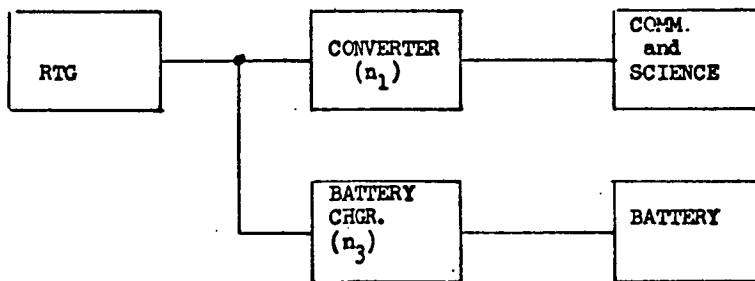 RTG
CONVERTER
(n1)
COMM.
and
SCIENCE
BATTERY
CHGR.
(n3)
BATTERY